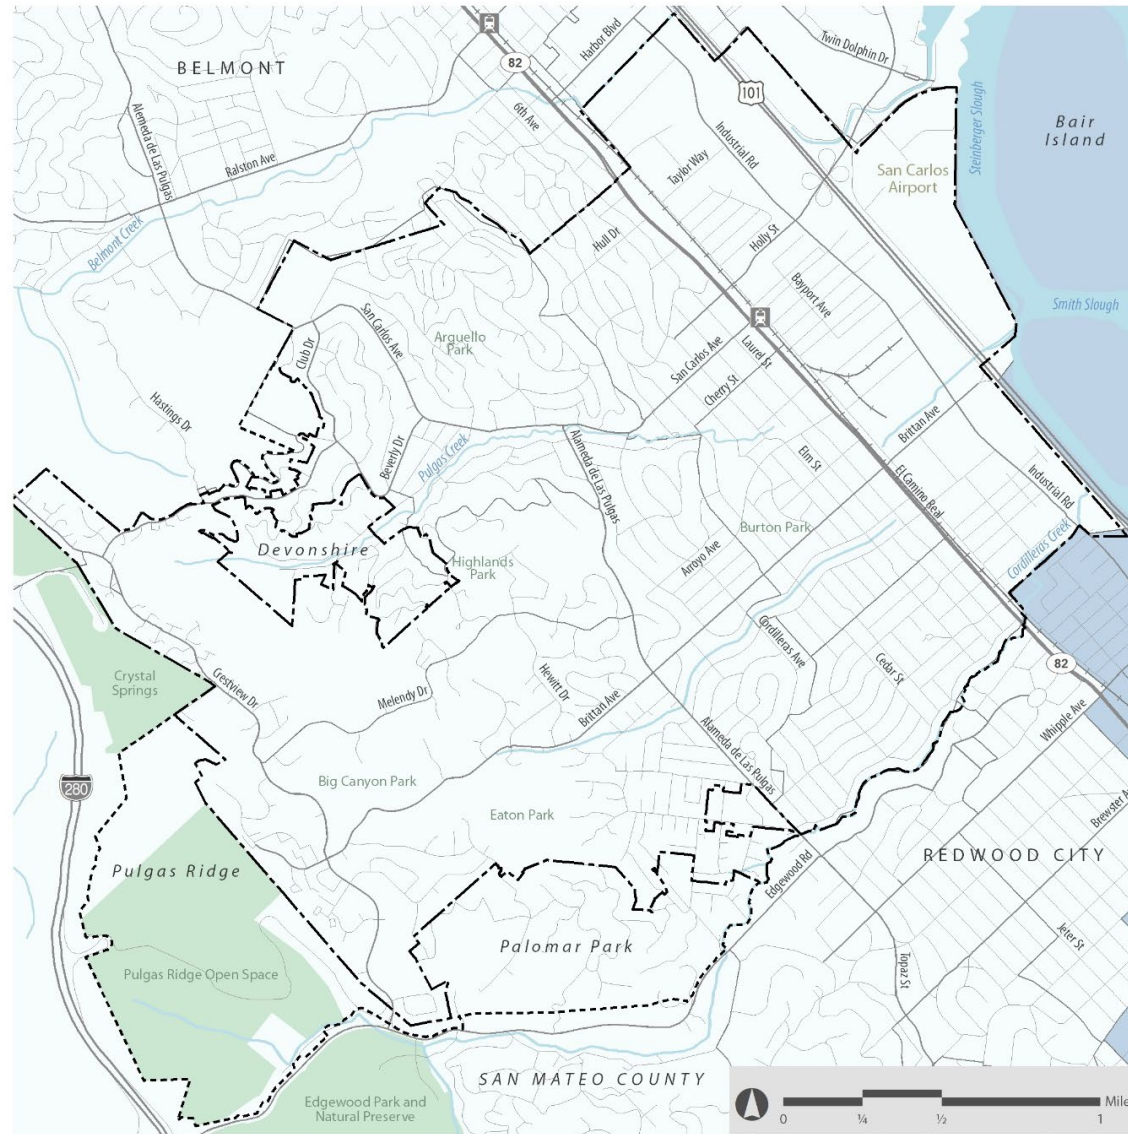 BELMONT
82
Harbor Blvd
Twin Dolphin Dr
Alameda de Las Pulgas
Ralston Ave
6th Ave
101
Industrial Rd
Steinberger Slough
Bair
Island
Taylor Way
San Carlos
Airport
Belmont Creek
Hull Dr
Holly St
Bayport Ave
Smith Slough
San Carlos Ave
Club Dr
Arguello
Park
San Carlos Ave
Laurel St
Cherry St
Hastings Dr
Beverly Dr
Pulgas Creek
Alameda de Las Pulgas
Elm St
Brittan Ave
El Camino Real
Industrial Rd
Devonshire
Highlands
Park
Arroyo Ave
Burton Park
Cordilleras Creek
Crystal
Springs
Crestview Dr
Melendy Dr
Hewitt Dr
Brittan Ave
Cordilleras Ave
Cedar St
82
Whipple Ave
280
Big Canyon Park
Eaton Park
Alameda de Las Pulgas
Brewster A
Pulgas Ridge
Edgewood Rd
REDWOOD CITY
Palomar Park
Jeter St
Pulgas Ridge Open Space
Topaz St
SAN MATEO COUNTY
Edgewood Park and
Natural Preserve
0 ¼ ½ 1 Mile